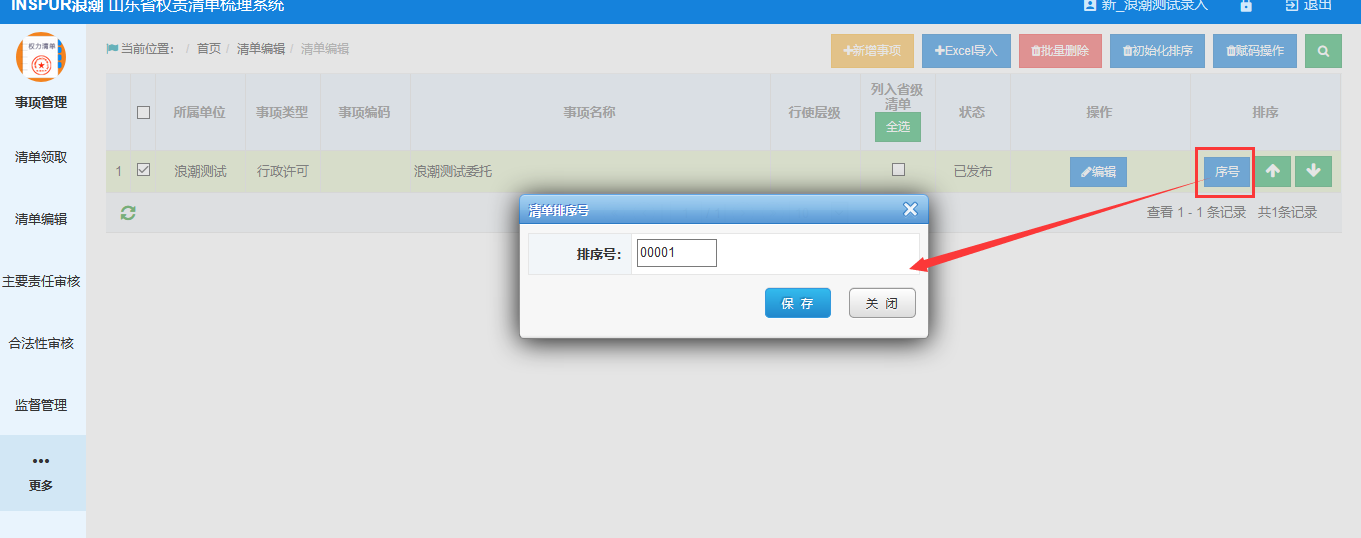 INSPUR浪潮 山东省权责清单梳理系统
新_浪潮测试录入
退出
权力清单
事项管理
清单领取
清单编辑
主要责任审核
合法性审核
监督管理
更多
当前位置： / 首页 / 清单编辑 / 清单编辑
新增事项
Excel导入
批量删除
初始化排序
赋码操作
所属单位
事项类型
事项编码
事项名称
行使层级
列入省级
清单
全选
状态
操作
排序
1
浪潮测试
行政许可
浪潮测试委托
已发布
编辑
序号
查看 1 - 1 条记录 共1条记录
清单排序号
排序号：
00001
保 存
关 闭